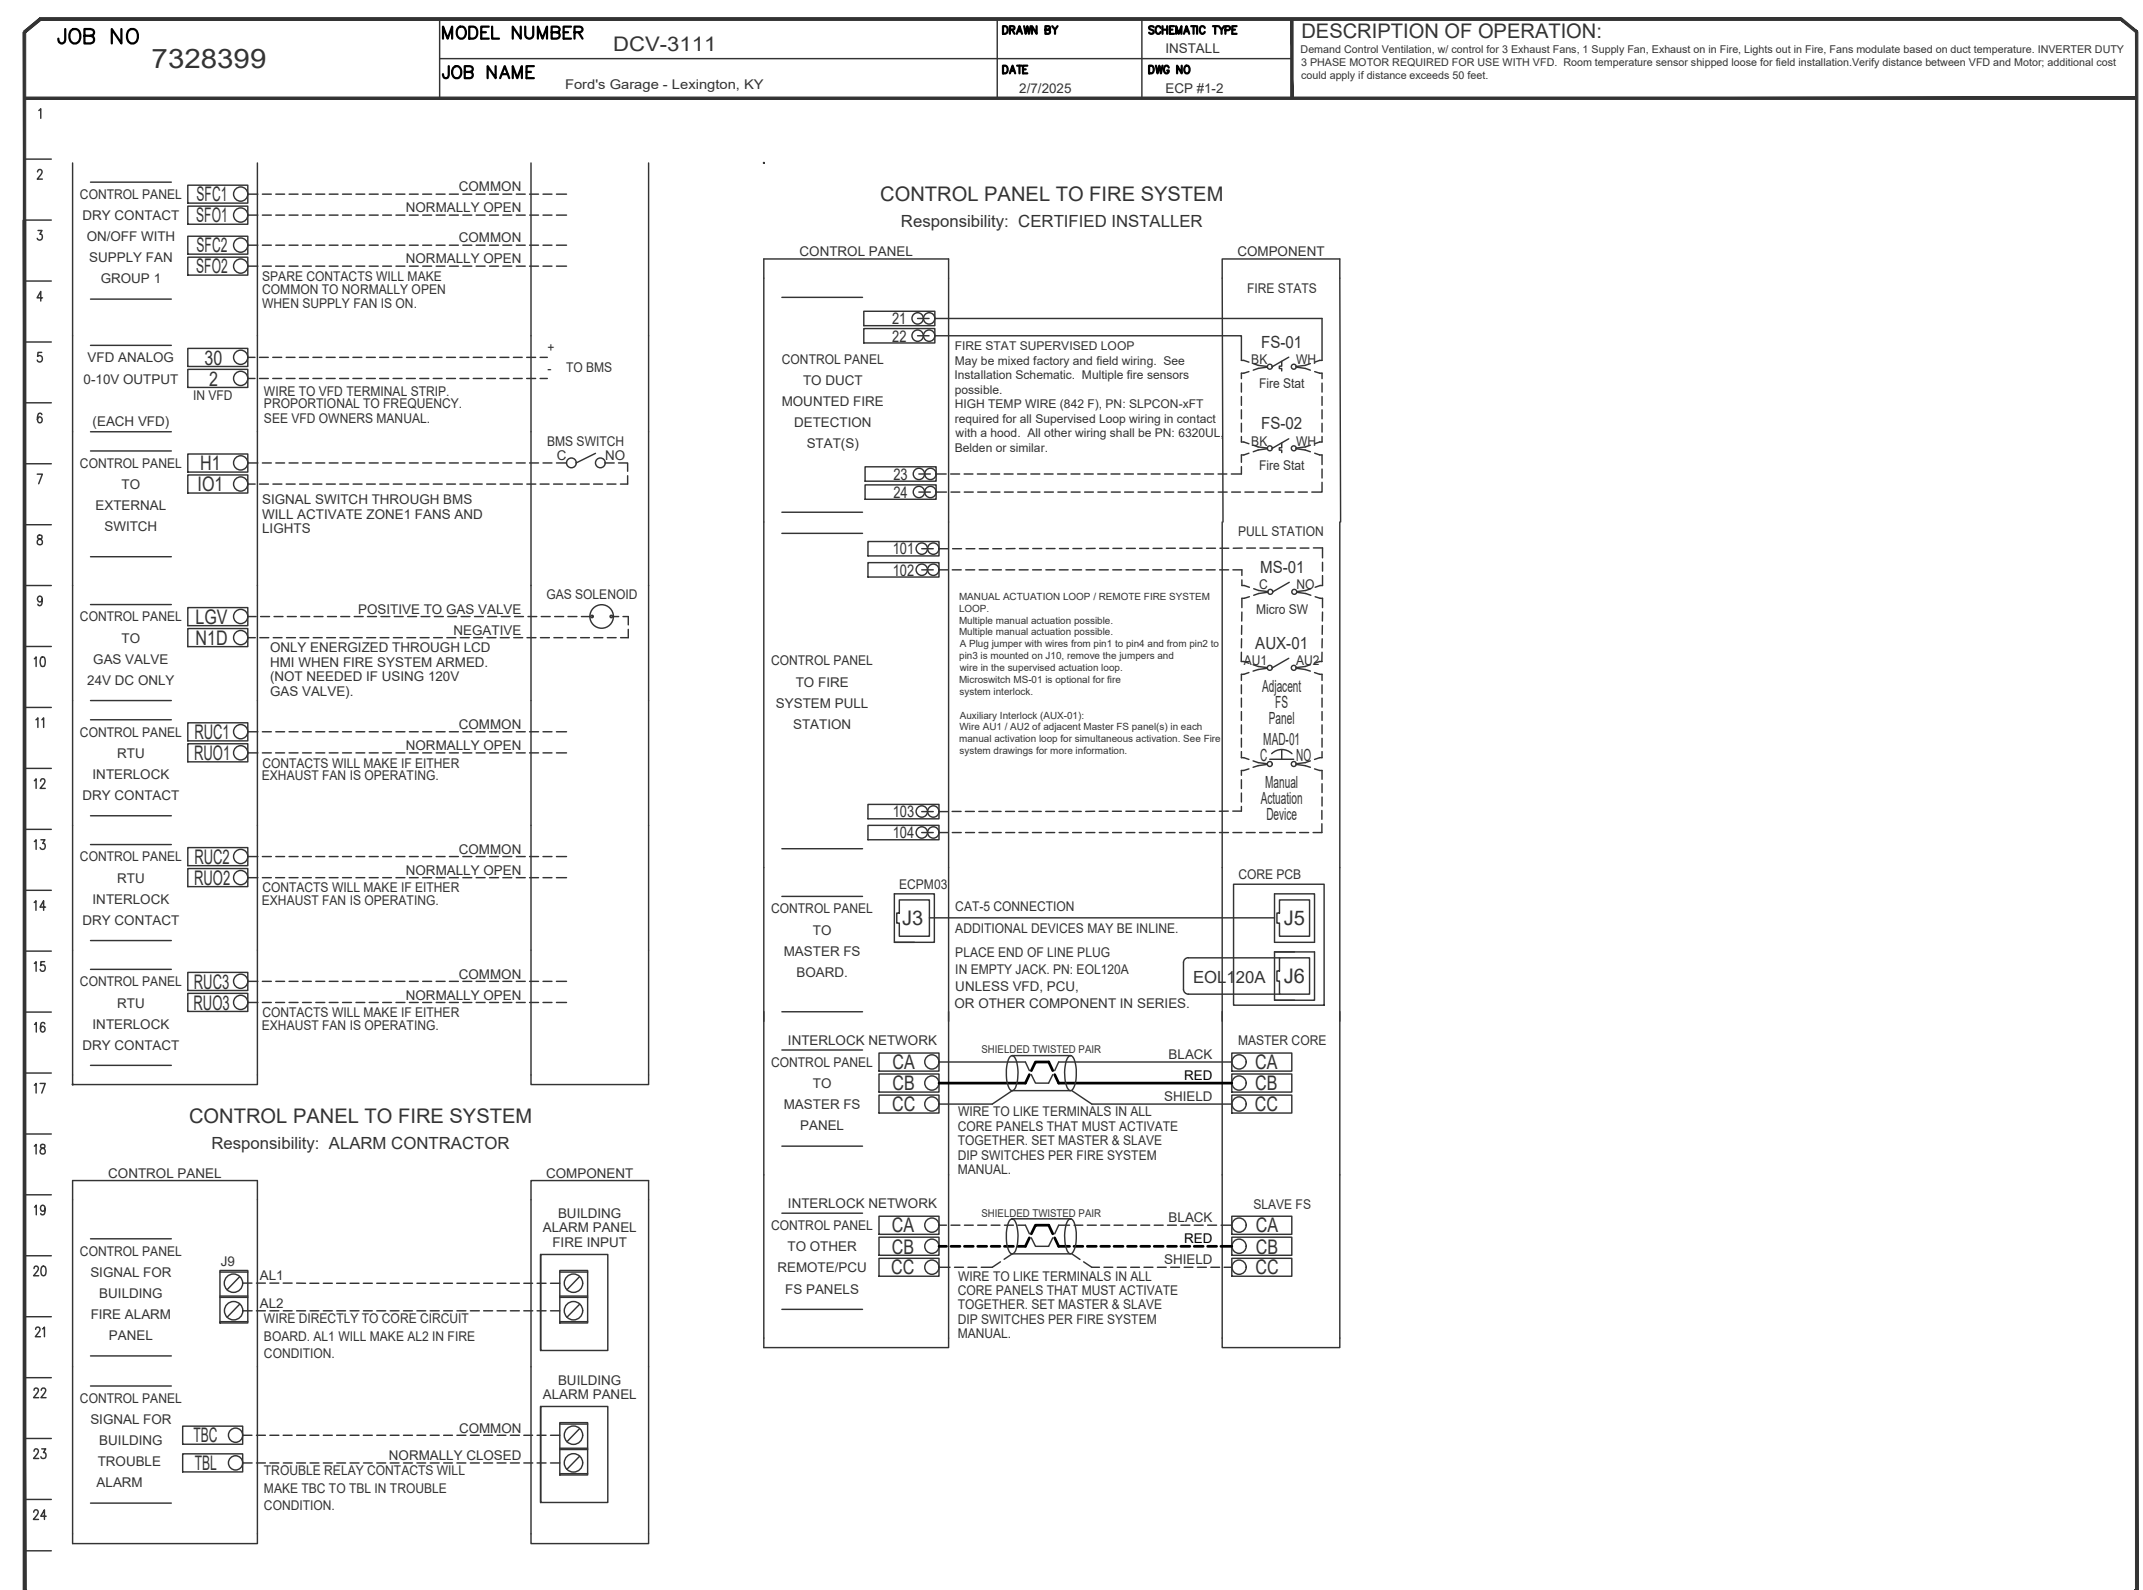 JOB NO
7328399
MODEL NUMBER
DCV-3111
JOB NAME
Ford's Garage - Lexington, KY
DRAWN BY
DATE
2/7/2025
SCHEMATIC TYPE
INSTALL
DWG NO
ECP #1-2
DESCRIPTION OF OPERATION:
Demand Control Ventilation, w/ control for 3 Exhaust Fans, 1 Supply Fan, Exhaust on in Fire, Lights out in Fire, Fans modulate based on duct temperature. INVERTER DUTY
3 PHASE MOTOR REQUIRED FOR USE WITH VFD. Room temperature sensor shipped loose for field installation.Verify distance between VFD and Motor; additional cost
could apply if distance exceeds 50 feet.
1
2
3
4
5
6
7
8
9
10
11
12
13
14
15
16
17
18
19
20
21
22
23
24
CONTROL PANEL
DRY CONTACT
ON/OFF WITH
SUPPLY FAN
GROUP 1
SFC1
SFO1
SFC2
SFO2
COMMON
NORMALLY OPEN
COMMON
NORMALLY OPEN
SPARE CONTACTS WILL MAKE
COMMON TO NORMALLY OPEN
WHEN SUPPLY FAN IS ON.
VFD ANALOG
0-10V OUTPUT
(EACH VFD)
30
2
IN VFD
+
-
TO BMS
WIRE TO VFD TERMINAL STRIP.
PROPORTIONAL TO FREQUENCY.
SEE VFD OWNERS MANUAL.
CONTROL PANEL
TO
EXTERNAL
SWITCH
H1
IO1
BMS SWITCH
C
NO
SIGNAL SWITCH THROUGH BMS
WILL ACTIVATE ZONE1 FANS AND
LIGHTS
CONTROL PANEL
TO
GAS VALVE
24V DC ONLY
LGV
N1D
POSITIVE TO GAS VALVE
NEGATIVE
GAS SOLENOID
ONLY ENERGIZED THROUGH LCD
HMI WHEN FIRE SYSTEM ARMED.
(NOT NEEDED IF USING 120V
GAS VALVE).
CONTROL PANEL
RTU
INTERLOCK
DRY CONTACT
RUC1
RUO1
COMMON
NORMALLY OPEN
CONTACTS WILL MAKE IF EITHER
EXHAUST FAN IS OPERATING.
CONTROL PANEL
RTU
INTERLOCK
DRY CONTACT
RUC2
RUO2
COMMON
NORMALLY OPEN
CONTACTS WILL MAKE IF EITHER
EXHAUST FAN IS OPERATING.
CONTROL PANEL
RTU
INTERLOCK
DRY CONTACT
RUC3
RUO3
COMMON
NORMALLY OPEN
CONTACTS WILL MAKE IF EITHER
EXHAUST FAN IS OPERATING.
CONTROL PANEL TO FIRE SYSTEM
Responsibility: ALARM CONTRACTOR
CONTROL PANEL
COMPONENT
CONTROL PANEL
SIGNAL FOR
BUILDING
FIRE ALARM
PANEL
J9
AL1
AL2
WIRE DIRECTLY TO CORE CIRCUIT
BOARD. AL1 WILL MAKE AL2 IN FIRE
CONDITION.
BUILDING
ALARM PANEL
FIRE INPUT
CONTROL PANEL
SIGNAL FOR
BUILDING
TROUBLE
ALARM
TBC
TBL
COMMON
NORMALLY CLOSED
TROUBLE RELAY CONTACTS WILL
MAKE TBC TO TBL IN TROUBLE
CONDITION.
BUILDING
ALARM PANEL
CONTROL PANEL TO FIRE SYSTEM
Responsibility: CERTIFIED INSTALLER
CONTROL PANEL
COMPONENT
CONTROL PANEL
TO DUCT
MOUNTED FIRE
DETECTION
STAT(S)
21
22
23
24
FIRE STAT SUPERVISED LOOP
May be mixed factory and field wiring. See
Installation Schematic. Multiple fire sensors
possible.
HIGH TEMP WIRE (842 F), PN: SLPCON-xFT
required for all Supervised Loop wiring in contact
with a hood. All other wiring shall be PN: 6320UL,
Belden or similar.
FIRE STATS
FS-01
BK
WH
Fire Stat
FS-02
BK
WH
Fire Stat
CONTROL PANEL
TO FIRE
SYSTEM PULL
STATION
101
102
103
104
MANUAL ACTUATION LOOP / REMOTE FIRE SYSTEM
LOOP.
Multiple manual actuation possible.
Multiple manual actuation possible.
A Plug jumper with wires from pin1 to pin4 and from pin2 to
pin3 is mounted on J10, remove the jumpers and
wire in the supervised actuation loop.
Microswitch MS-01 is optional for fire
system interlock.
Auxiliary Interlock (AUX-01):
Wire AU1 / AU2 of adjacent Master FS panel(s) in each
manual activation loop for simultaneous activation. See Fire
system drawings for more information.
PULL STATION
MS-01
C
NO
Micro SW
AUX-01
AU1
AU2
Adjacent
FS
Panel
MAD-01
C
NO
Manual
Actuation
Device
CONTROL PANEL
TO
MASTER FS
BOARD.
ECPM03
J3
CAT-5 CONNECTION
ADDITIONAL DEVICES MAY BE INLINE.
PLACE END OF LINE PLUG
IN EMPTY JACK. PN: EOL120A
UNLESS VFD, PCU,
OR OTHER COMPONENT IN SERIES.
CORE PCB
J5
EOL120A
J6
INTERLOCK NETWORK
CONTROL PANEL
TO
MASTER FS
PANEL
CA
CB
CC
SHIELDED TWISTED PAIR
BLACK
RED
SHIELD
WIRE TO LIKE TERMINALS IN ALL
CORE PANELS THAT MUST ACTIVATE
TOGETHER. SET MASTER & SLAVE
DIP SWITCHES PER FIRE SYSTEM
MANUAL.
MASTER CORE
CA
CB
CC
INTERLOCK NETWORK
CONTROL PANEL
TO OTHER
REMOTE/PCU
FS PANELS
CA
CB
CC
SHIELDED TWISTED PAIR
BLACK
RED
SHIELD
WIRE TO LIKE TERMINALS IN ALL
CORE PANELS THAT MUST ACTIVATE
TOGETHER. SET MASTER & SLAVE
DIP SWITCHES PER FIRE SYSTEM
MANUAL.
SLAVE FS
CA
CB
CC